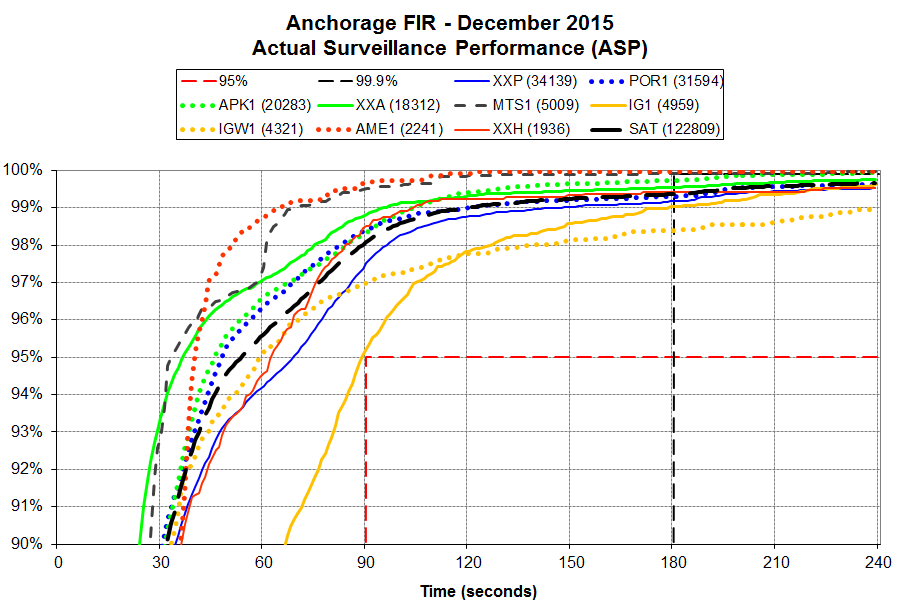 Anchorage FIR - December 2015
Actual Surveillance Performance (ASP)
95% 99.9% XXP (34139) POR1 (31594)
APK1 (20283) XXA (18312) MTS1 (5009) IG1 (4959)
IGW1 (4321) AME1 (2241) XXH (1936) SAT (122809)
100%
99%
98%
97%
96%
95%
94%
93%
92%
91%
90%
0 30 60 90 120 150 180 210 240
Time (seconds)